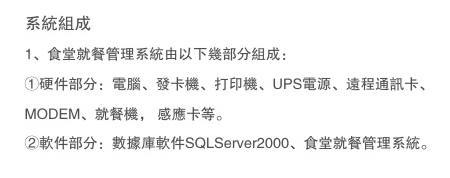 系統組成
1、食堂就餐管理系統由以下幾部分組成：
①硬件部分：電腦、發卡機、打印機、UPS電源、遠程通訊卡、
MODEM、就餐機， 感應卡等。
②軟件部分：數據庫軟件SQLServer2000、食堂就餐管理系統。